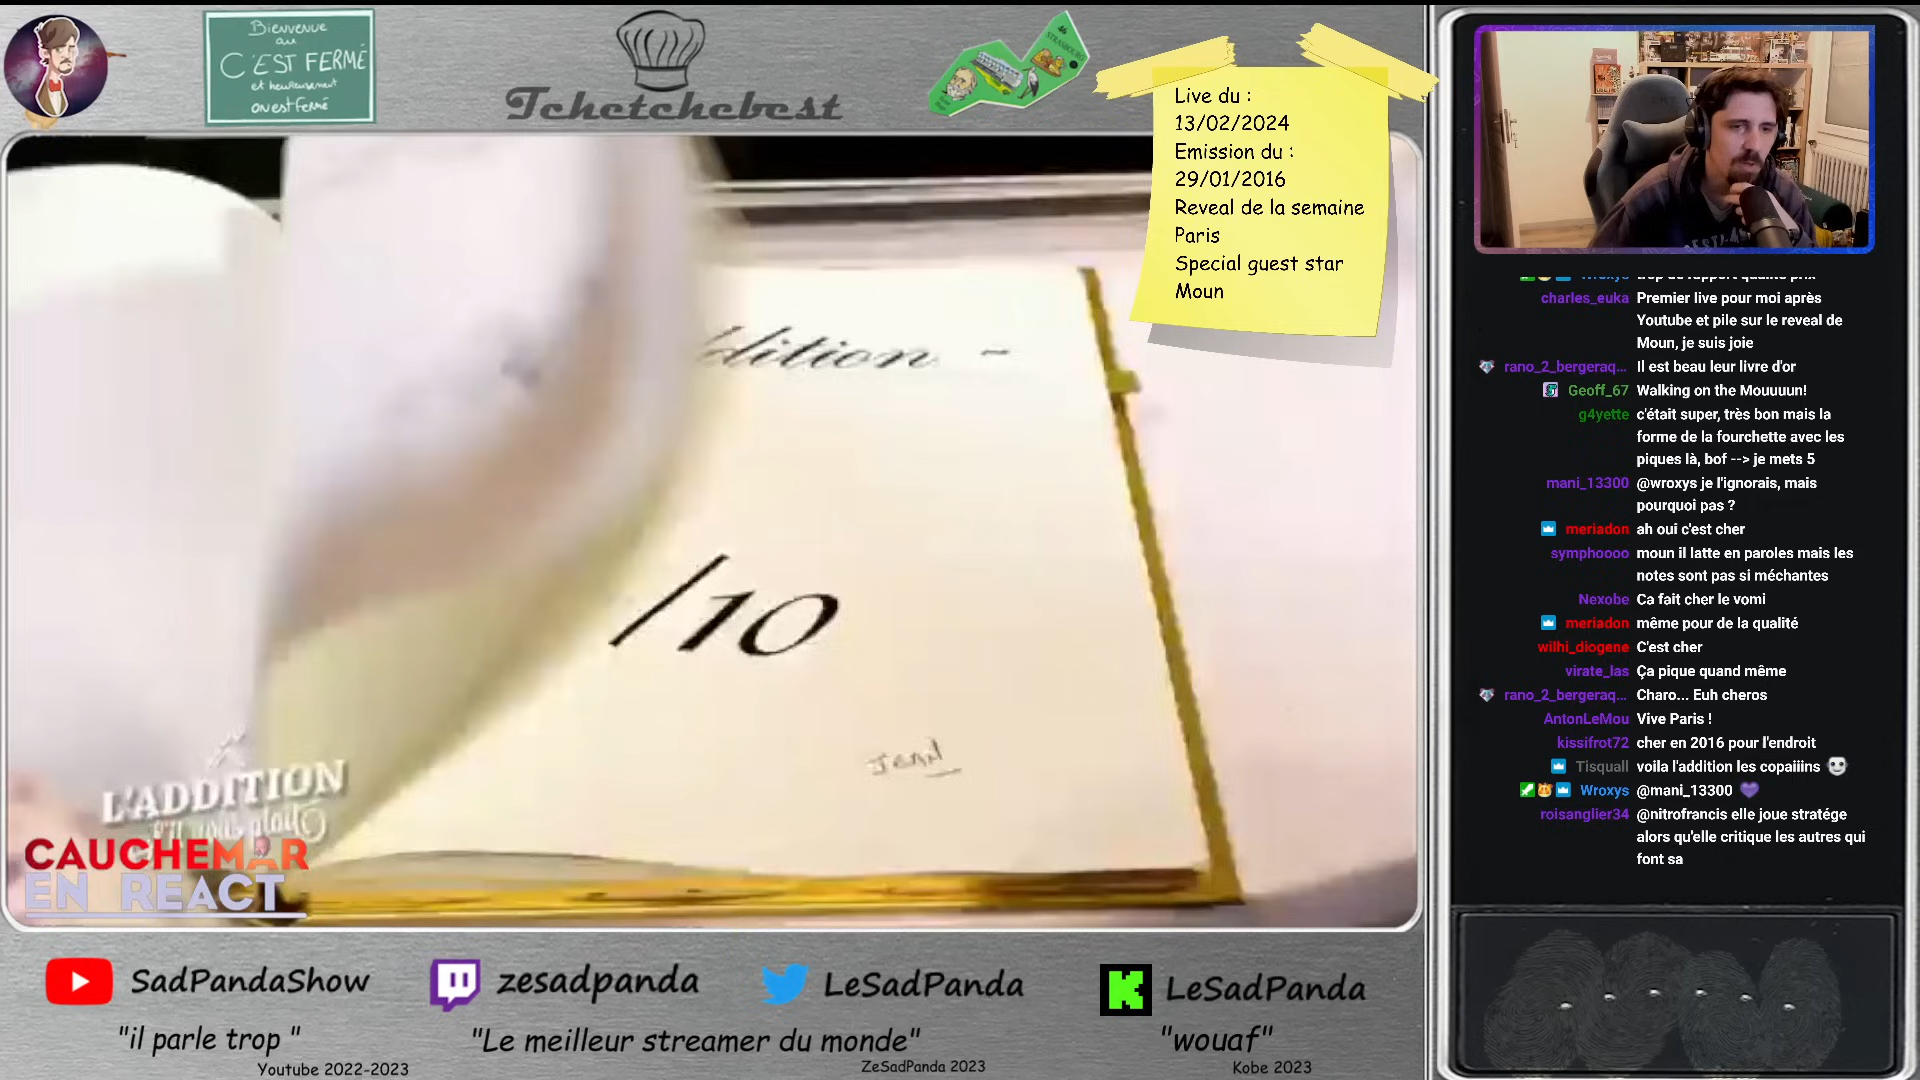 Bienvenue
au
C'EST FERMÉ
et heureusement
on est fermé
Tchetchebest
STRASBOURG
Live du :
13/02/2024
Emission du :
29/01/2016
Reveal de la semaine
Paris
Special guest star
Moun
dition -
/10
Jean
L'ADDITION
s'il vous plaît
CAUCHEMAR
EN REACT
charles_euka Premier live pour moi après
Youtube et pile sur le reveal de
Moun, je suis joie
rano_2_bergeraq... Il est beau leur livre d'or
Geoff_67 Walking on the Mouuuun!
g4yette c'était super, très bon mais la
forme de la fourchette avec les
piques là, bof --> je mets 5
mani_13300 @wroxys je l'ignorais, mais
pourquoi pas ?
meriadon ah oui c'est cher
symphoooo moun il latte en paroles mais les
notes sont pas si méchantes
Nexobe Ca fait cher le vomi
meriadon même pour de la qualité
wilhi_diogene C'est cher
virate_las Ça pique quand même
rano_2_bergeraq... Charo... Euh cheros
AntonLeMou Vive Paris !
kissifrot72 cher en 2016 pour l'endroit
Tisquall voila l'addition les copaiiins
Wroxys @mani_13300
roisanglier34 @nitrofrancis elle joue stratége
alors qu'elle critique les autres qui
font sa
SadPandaShow
zesadpanda
LeSadPanda
LeSadPanda
"il parle trop "
"Le meilleur streamer du monde"
"wouaf"
Youtube 2022-2023
ZeSadPanda 2023
Kobe 2023